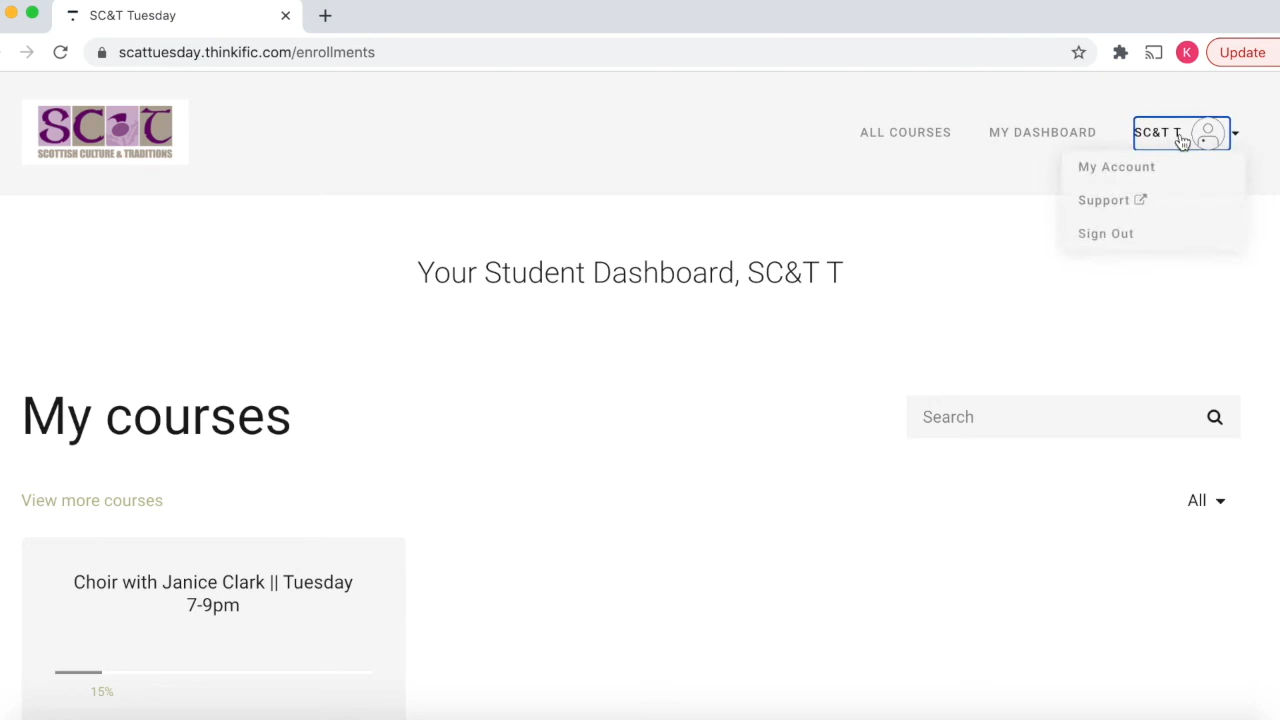 SC&T Tuesday
scattuesday.thinkific.com/enrollments
K
Update
SC&T
SCOTTISH CULTURE & TRADITIONS
ALL COURSES
MY DASHBOARD
SC&T T
My Account
Support
Sign Out
Your Student Dashboard, SC&T T
My courses
Search
View more courses
All
Choir with Janice Clark || Tuesday
7-9pm
15%